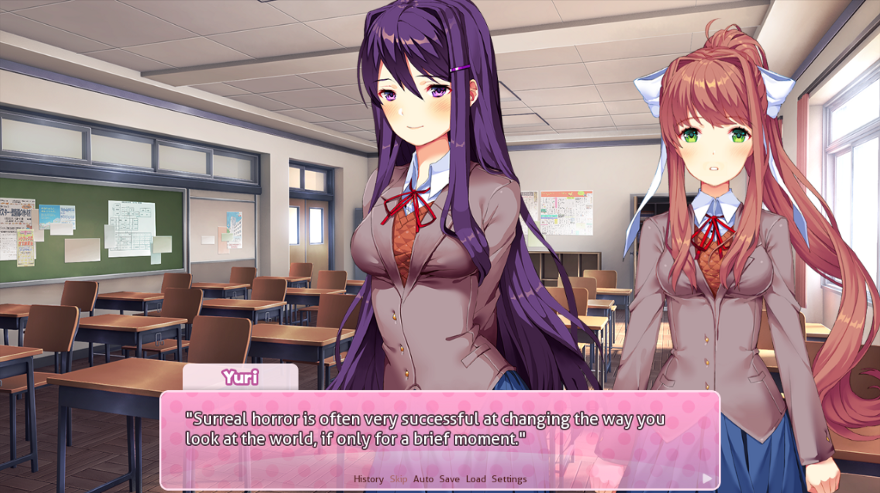 Yuri
"Surreal horror is often very successful at changing the way you
look at the world, if only for a brief moment."
History Skip Auto Save Load Settings